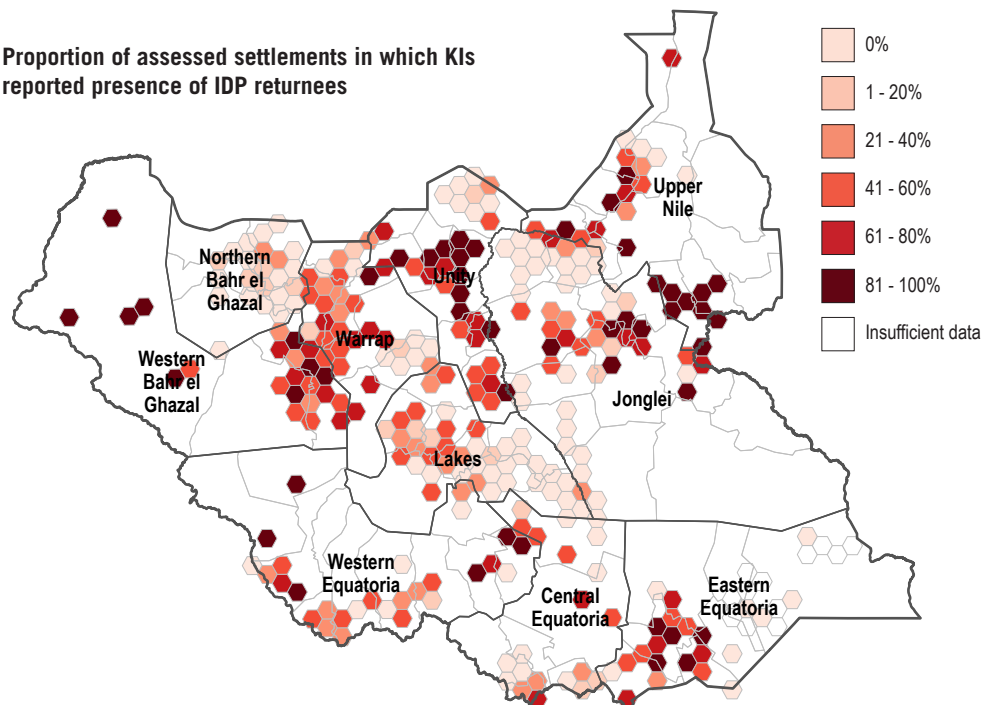 Proportion of assessed settlements in which KIs
reported presence of IDP returnees
0%
1 - 20%
21 - 40%
41 - 60%
61 - 80%
81 - 100%
Insufficient data
Upper
Nile
Northern
Bahr el
Ghazal
Unity
Warrap
Western
Bahr el
Ghazal
Jonglei
Lakes
Western
Equatoria
Central
Equatoria
Eastern
Equatoria